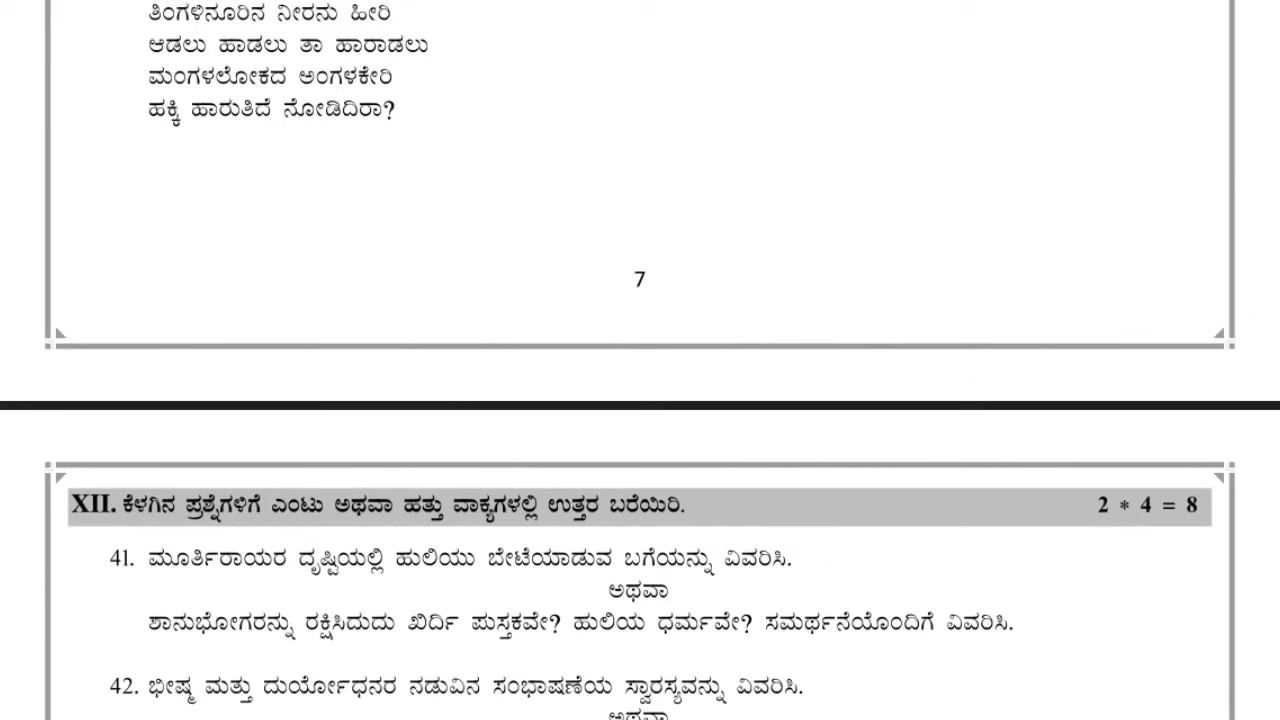 ತಿಂಗಳಿನೂರಿನ ನೀರನು ಹೀರಿ
ಆಡಲು ಹಾಡಲು ತಾ ಹಾರಾಡಲು
ಮಂಗಳಲೋಕದ ಅಂಗಳಕೇರಿ
ಹಕ್ಕಿ ಹಾರುತಿದೆ ನೋಡಿದಿರಾ?
7
XII. ಕೆಳಗಿನ ಪ್ರಶ್ನೆಗಳಿಗೆ ಎಂಟು ಅಥವಾ ಹತ್ತು ವಾಕ್ಯಗಳಲ್ಲಿ ಉತ್ತರ ಬರೆಯಿರಿ. 2 * 4 = 8
41. ಮೂರ್ತಿರಾಯರ ದೃಷ್ಟಿಯಲ್ಲಿ ಹುಲಿಯು ಬೇಟೆಯಾಡುವ ಬಗೆಯನ್ನು ವಿವರಿಸಿ.
ಅಥವಾ
ಶಾನುಭೋಗರನ್ನು ರಕ್ಷಿಸಿದುದು ಖಿರ್ದಿ ಪುಸ್ತಕವೇ? ಹುಲಿಯ ಧರ್ಮವೇ? ಸಮರ್ಥನೆಯೊಂದಿಗೆ ವಿವರಿಸಿ.
42. ಭೀಷ್ಮ ಮತ್ತು ದುರ್ಯೋಧನರ ನಡುವಿನ ಸಂಭಾಷಣೆಯ ಸ್ವಾರಸ್ಯವನ್ನು ವಿವರಿಸಿ.
ಅಥವಾ